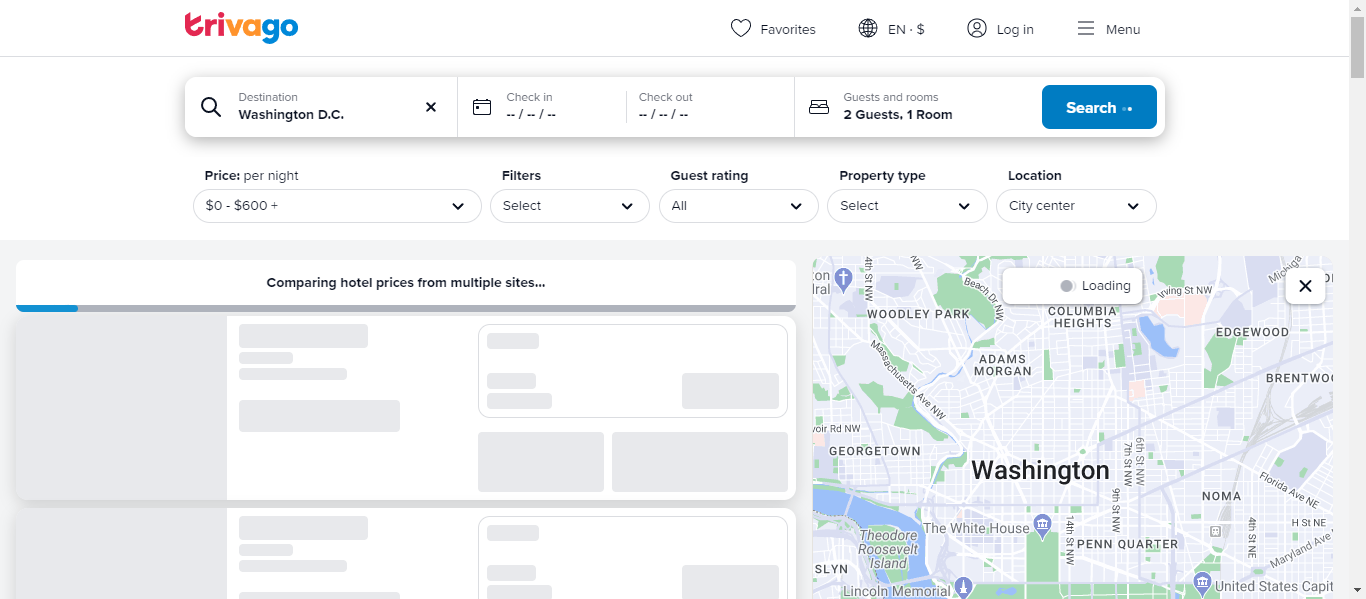 trivago
Favorites
EN · $
Log in
Menu
Destination
Washington D.C.
Check in
-- / -- / --
Check out
-- / -- / --
Guests and rooms
2 Guests, 1 Room
Search
Price: per night
$0 - $600 +
Filters
Select
Guest rating
All
Property type
Select
Location
City center
Comparing hotel prices from multiple sites...
Loading
4th St NW
Beach Dr NW
Irving St NW
Michiga
WOODLEY PARK
COLUMBIA
HEIGHTS
EDGEWOOD
ADAMS
MORGAN
Massachusetts Ave NW
BRENTWO
voir Rd NW
GEORGETOWN
7th St NW
6th St NW
Washington
9th St NW
Florida Ave NE
NOMA
The White House
14th St NW
4th St NE
H St NE
Theodore
Roosevelt
Island
PENN QUARTER
Maryland Ave
SLYN
Lincoln Memorial
United States Capit